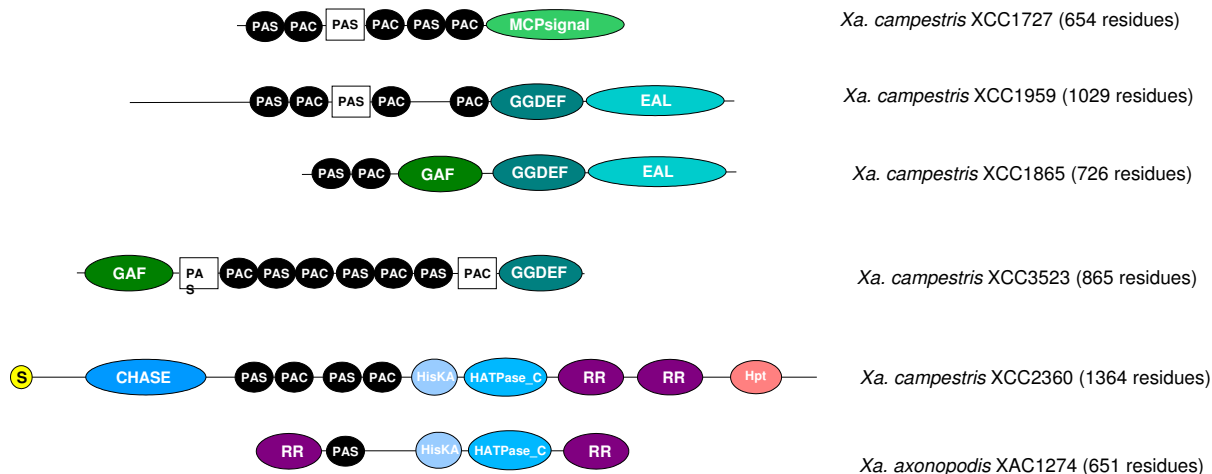 PAS PAC PAS PAC PAS PAC MCPsignal Xa. campestris XCC1727 (654 residues)
PAS PAC PAS PAC PAC GGDEF EAL Xa. campestris XCC1959 (1029 residues)
PAS PAC GAF GGDEF EAL Xa. campestris XCC1865 (726 residues)
GAF PA S PAC PAS PAC PAS PAC PAS PAC GGDEF Xa. campestris XCC3523 (865 residues)
S CHASE PAS PAC PAS PAC HisKA HATPase_C RR RR Hpt Xa. campestris XCC2360 (1364 residues)
RR PAS HisKA HATPase_C RR Xa. axonopodis XAC1274 (651 residues)